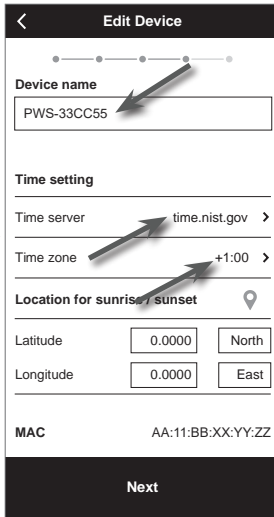 Edit Device
Device name
PWS-33CC55
Time setting
Time server time.nist.gov
Time zone +1:00
Location for sunrise / sunset
Latitude 0.0000 North
Longitude 0.0000 East
MAC AA:11:BB:XX:YY:ZZ
Next